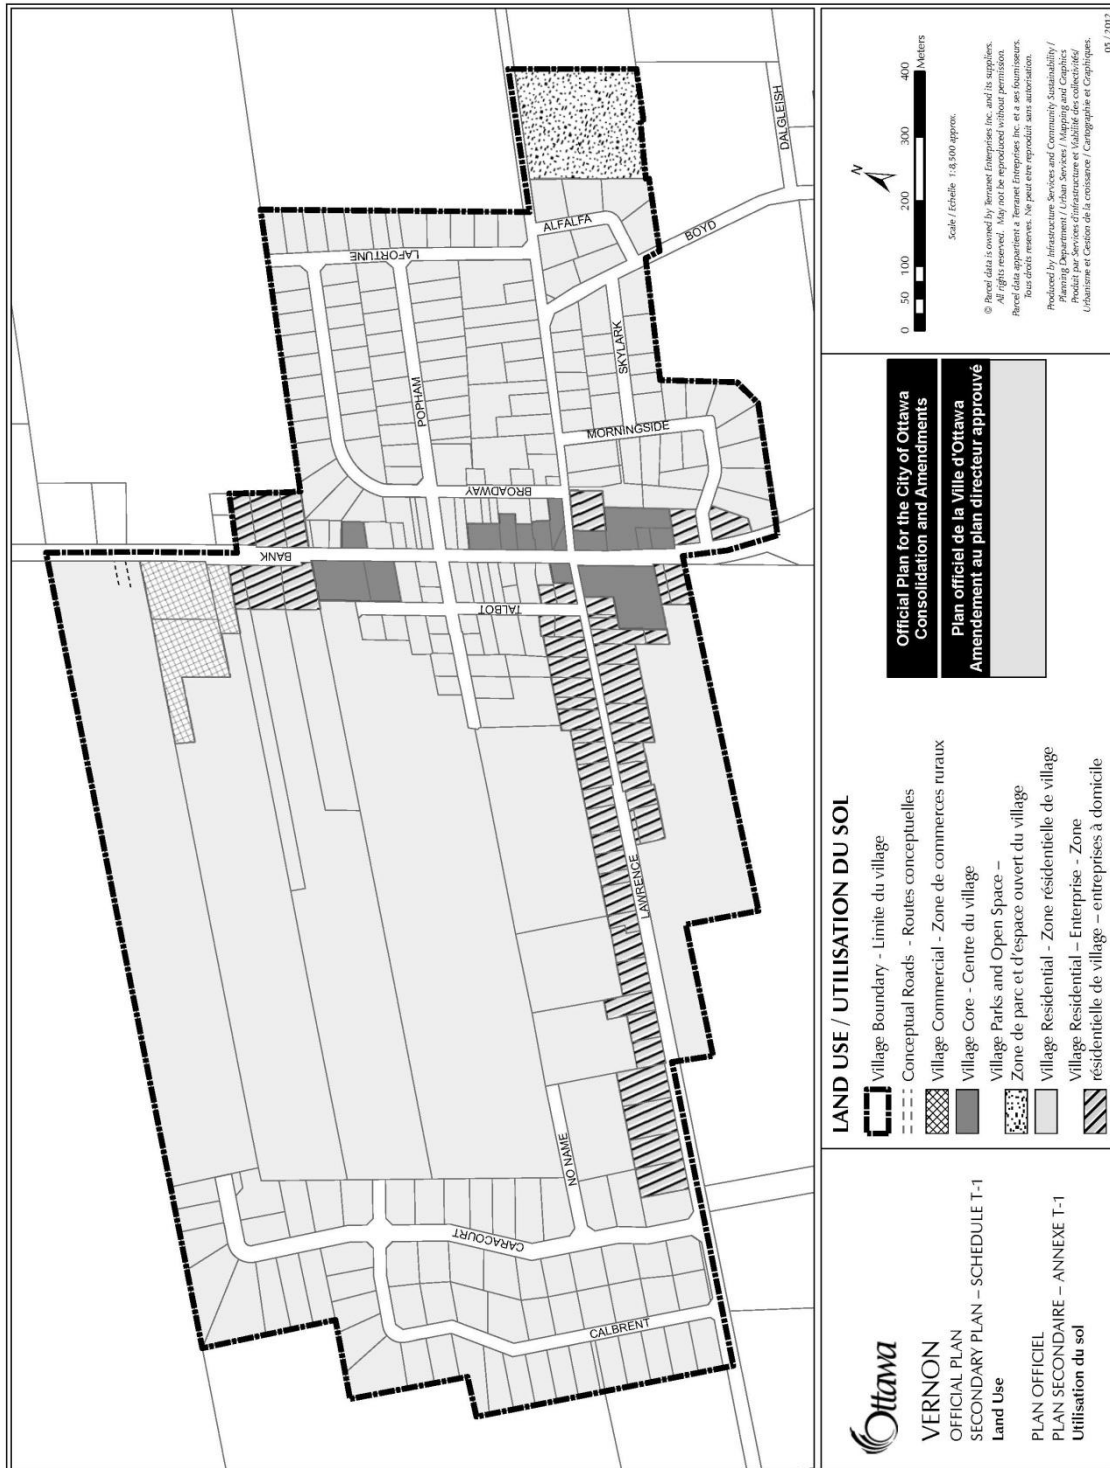 BANK
LAFORTUNE
POPHAM
BROADWAY
TALBOT
ALFALFA
BOYD
SKYLARK
MORNINGSIDE
DALGLEISH
LAWRENCE
NO NAME
CARACOURT
CALBRENT
Ottawa
VERNON
OFFICIAL PLAN
SECONDARY PLAN – SCHEDULE T-1
Land Use
PLAN OFFICIEL
PLAN SECONDAIRE – ANNEXE T-1
Utilisation du sol
LAND USE / UTILISATION DU SOL
Village Boundary - Limite du village
Conceptual Roads - Routes conceptuelles
Village Commercial - Zone de commerces ruraux
Village Core - Centre du village
Village Parks and Open Space –
Zone de parc et d'espace ouvert du village
Village Residential - Zone résidentielle de village
Village Residential – Enterprise - Zone
résidentielle de village – entreprises à domicile
Official Plan for the City of Ottawa
Consolidation and Amendments
Plan officiel de la Ville d'Ottawa
Amendement au plan directeur approuvé
0 50 100 200 300 400
Meters
Scale / Echelle 1:8,500 approx.
© Parcel data is owned by Terranet Enterprises Inc. and its suppliers.
All rights reserved. May not be reproduced without permission.
Parcel data appartient a Terranet Entreprises Inc. et a ses fournisseurs.
Tous droits reserves. Ne peut etre reproduit sans autorisation.
Produced by Infrastructure Services and Community Sustainability /
Planning Department / Urban Services / Mapping and Graphics
Produit par Services d'infrastructure et Viabilité des collectivités/
Urbanisme et Gestion de la croissance / Cartographie et Graphiques.
05 / 2012